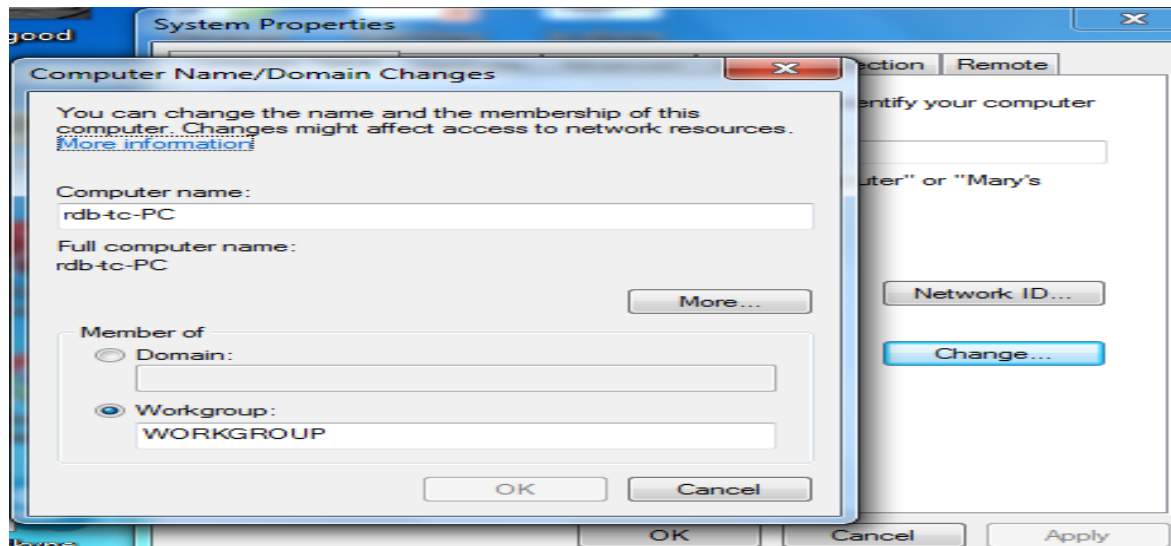 good
System Properties
Computer Name/Domain Changes
ection
Remote
You can change the name and the membership of this
computer. Changes might affect access to network resources.
More information
entify your computer
uter" or "Mary's
Computer name:
rdb-tc-PC
Full computer name:
rdb-tc-PC
More...
Network ID...
Member of
Domain:
Change...
Workgroup:
WORKGROUP
OK
Cancel
OK
Cancel
Apply